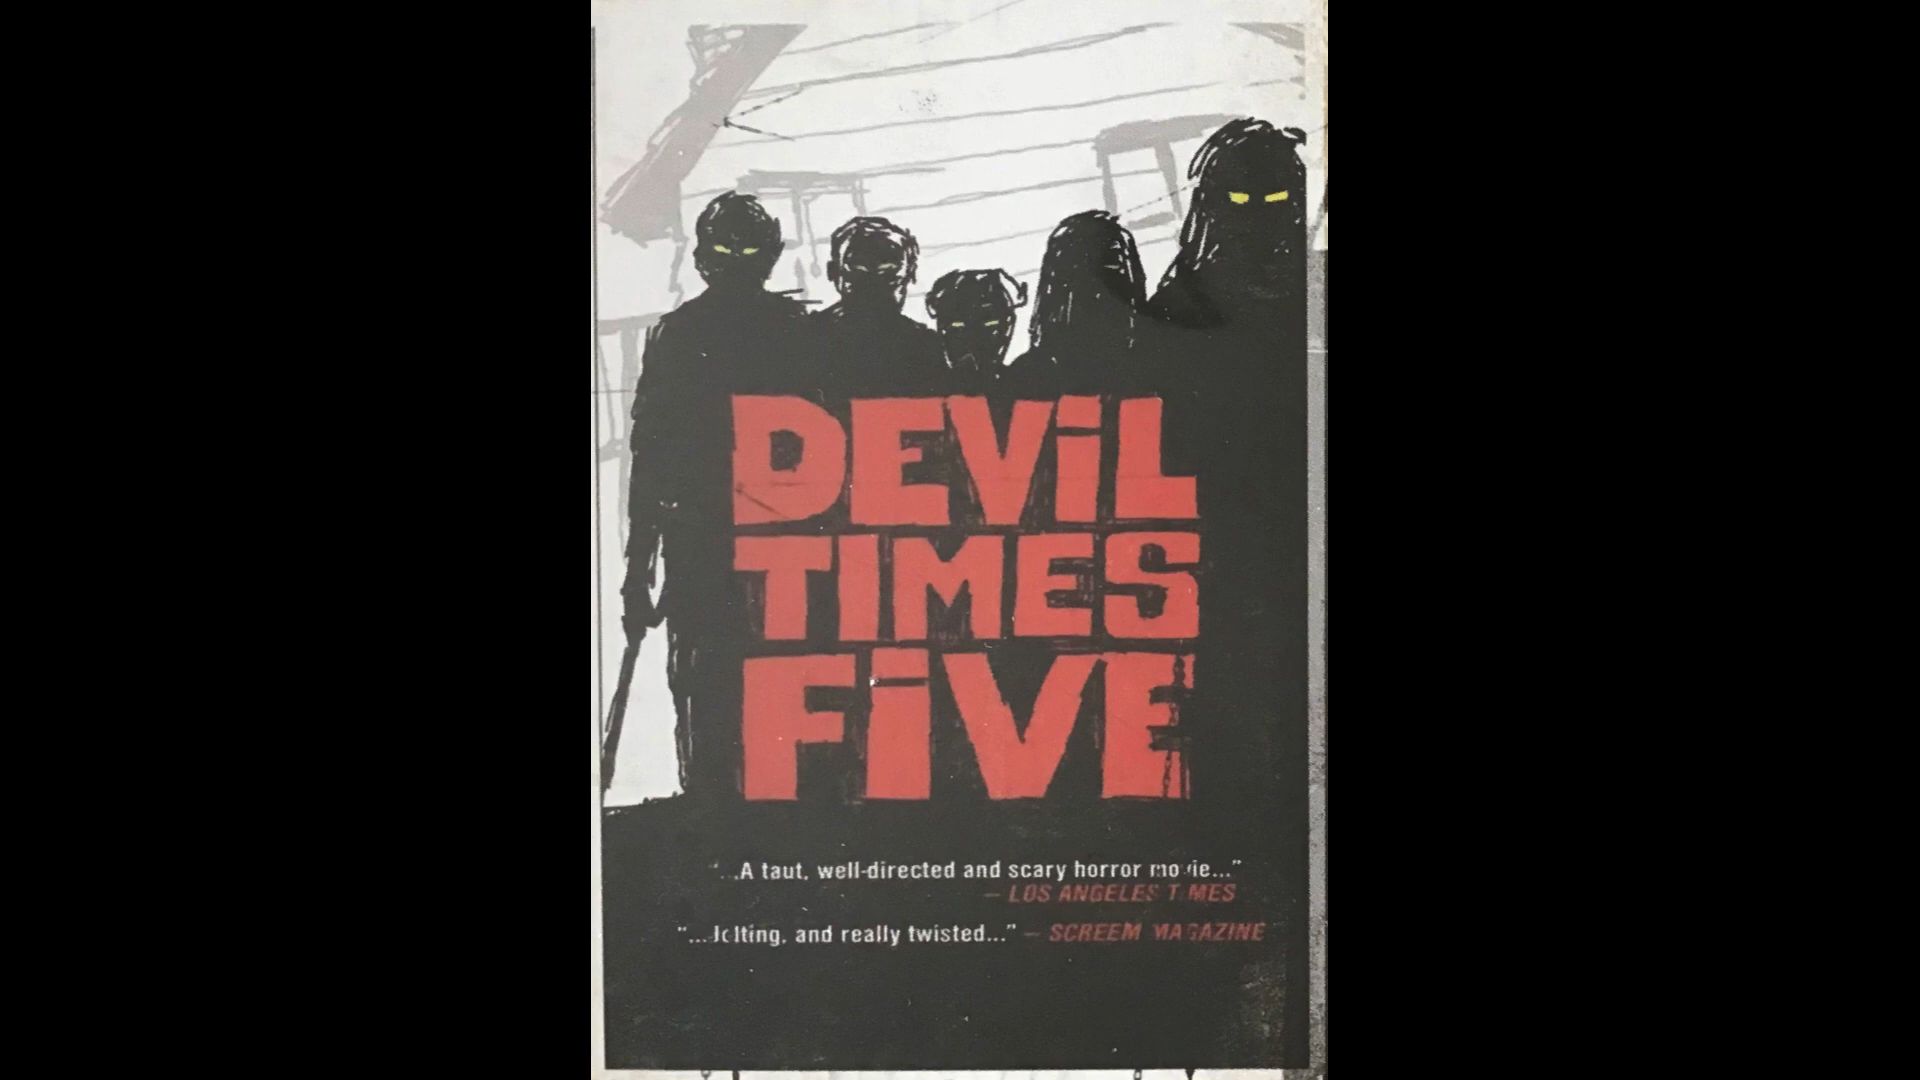 DEViL
TIMES
FiVE
"...A taut, well-directed and scary horror movie..."
– LOS ANGELES TIMES
"...Jolting, and really twisted..." – SCREEM MAGAZINE